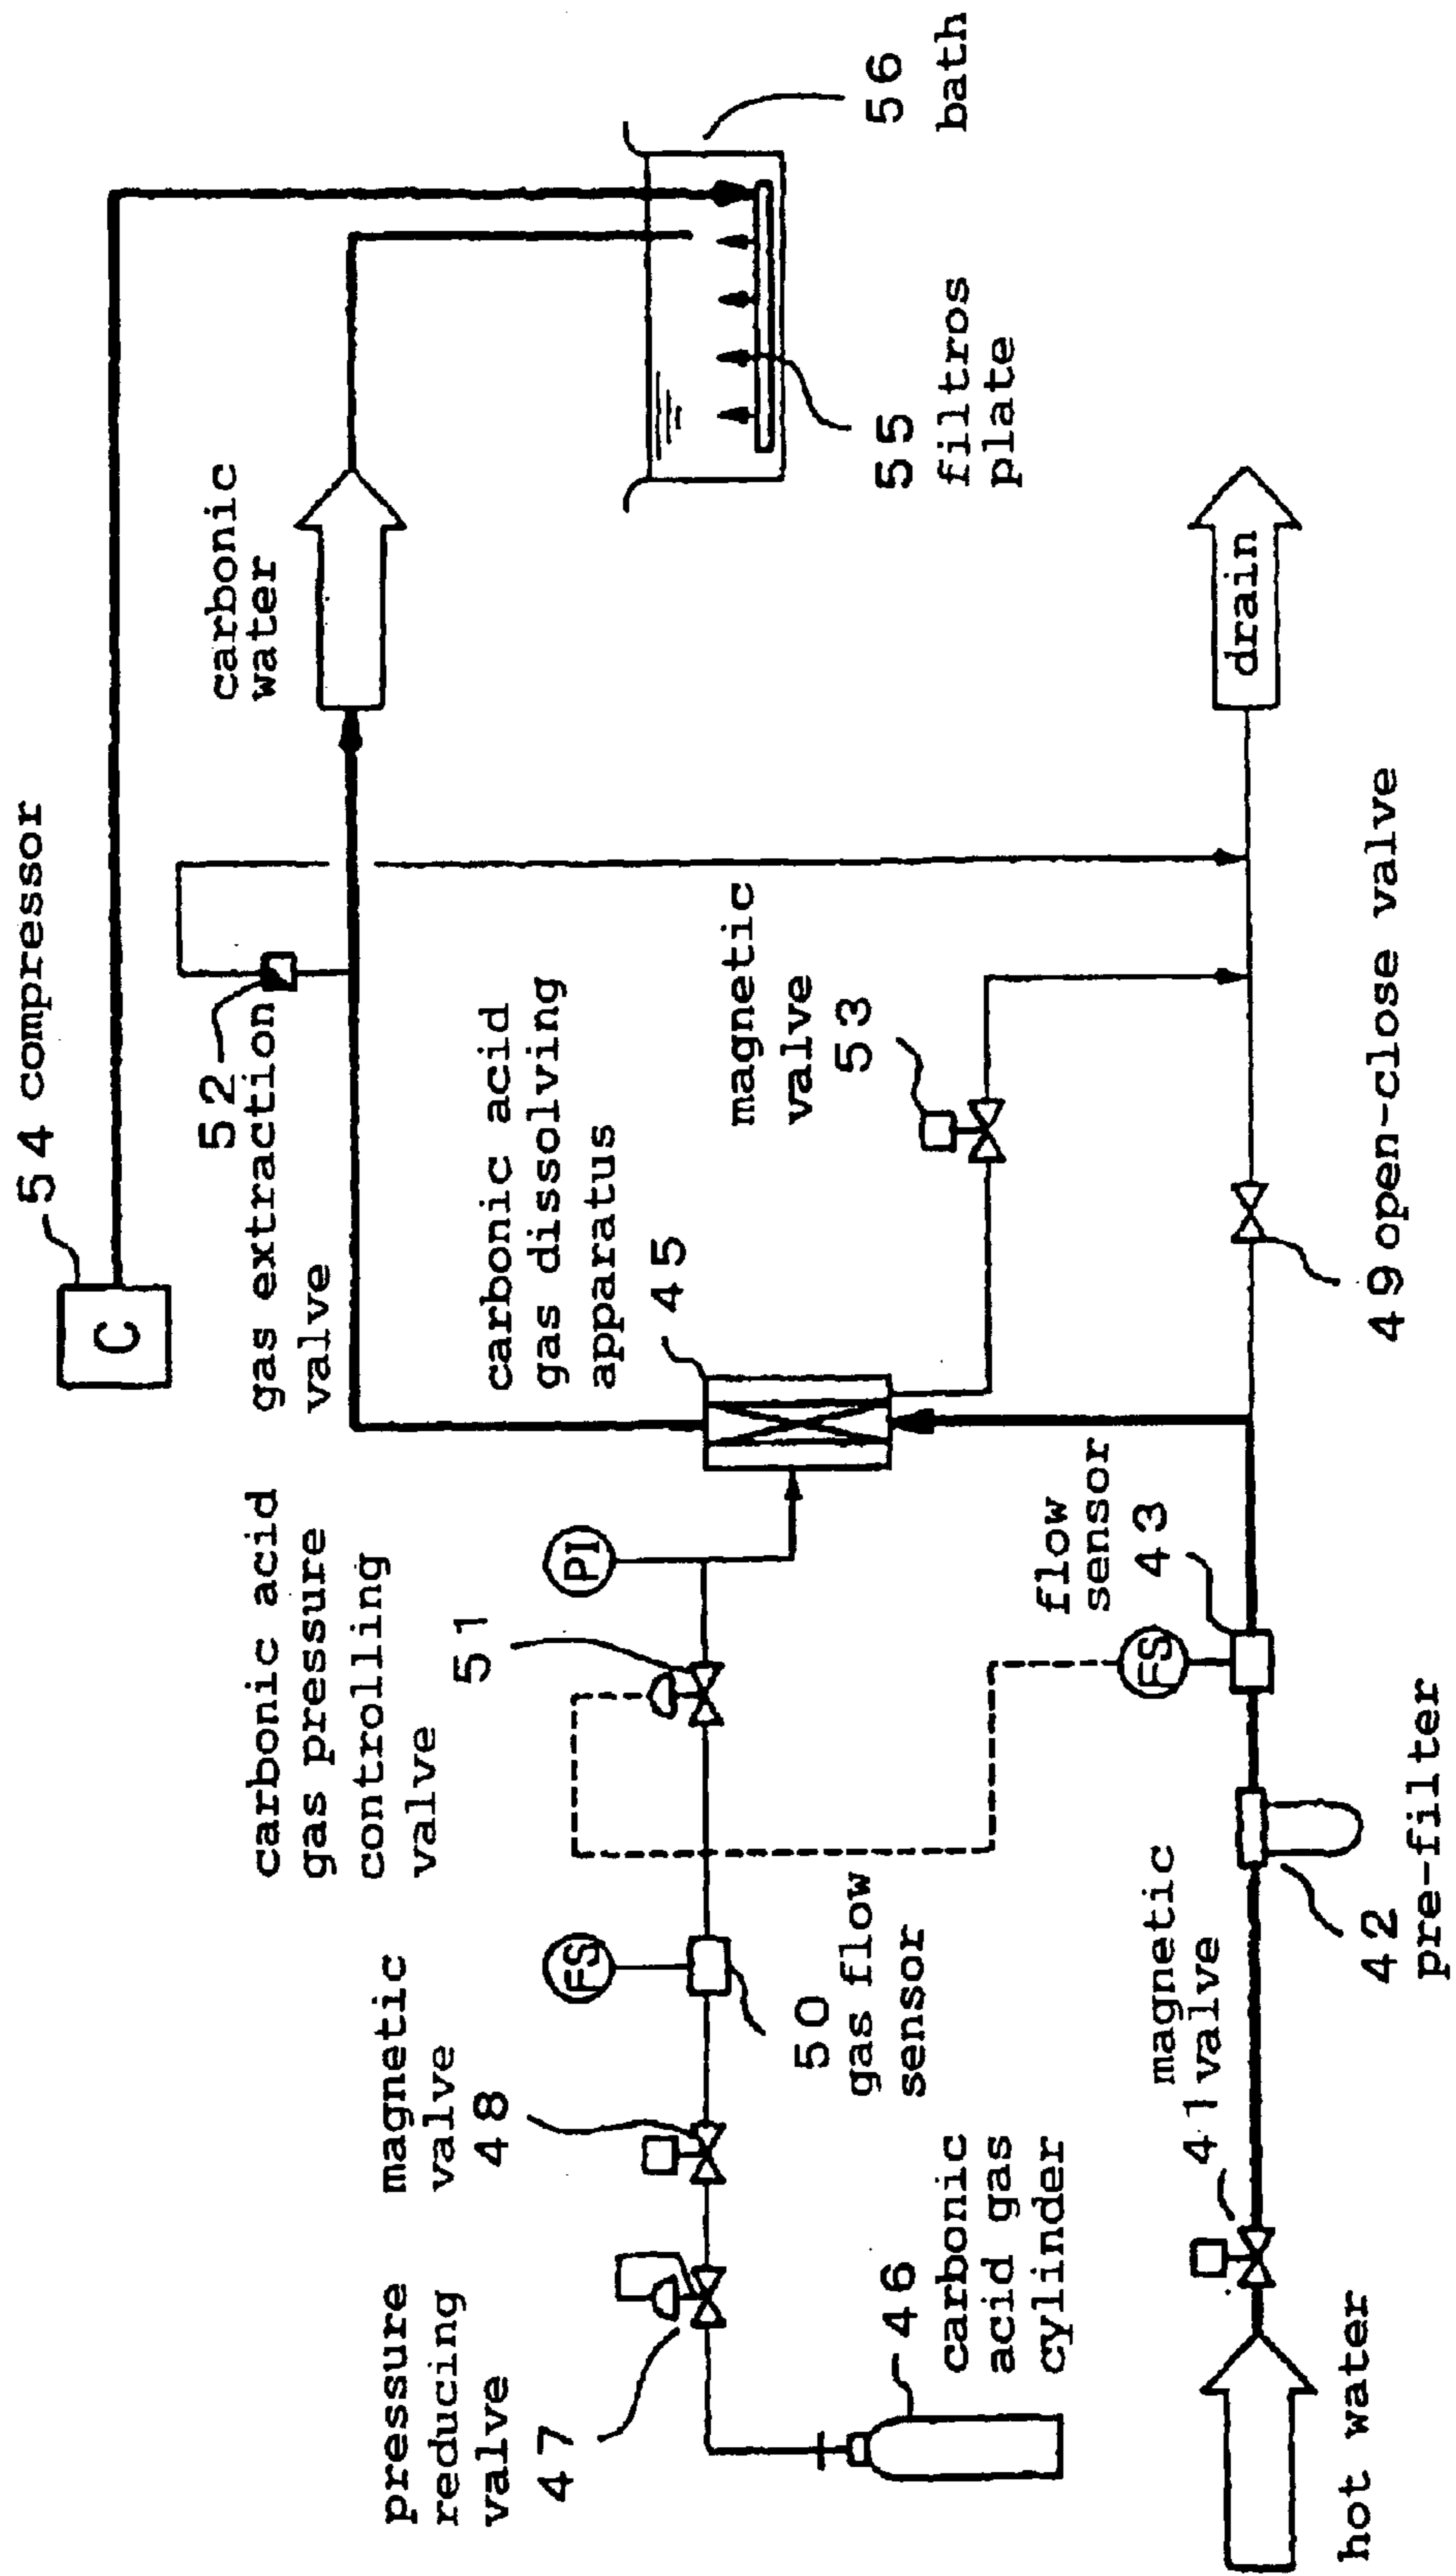 54 compressor
C
carbonic
water
52
gas extraction
valve
carbonic acid
gas pressure
controlling
valve
51
PI
carbonic acid
gas dissolving
apparatus
45
56
bath
55
filtros
plate
magnetic
valve
53
pressure
reducing
valve
47
magnetic
valve
48
FS
50
gas flow
sensor
46
carbonic
acid gas
cylinder
flow
sensor
43
FS
magnetic
41 valve
42
pre-filter
hot water
49 open-close valve
drain